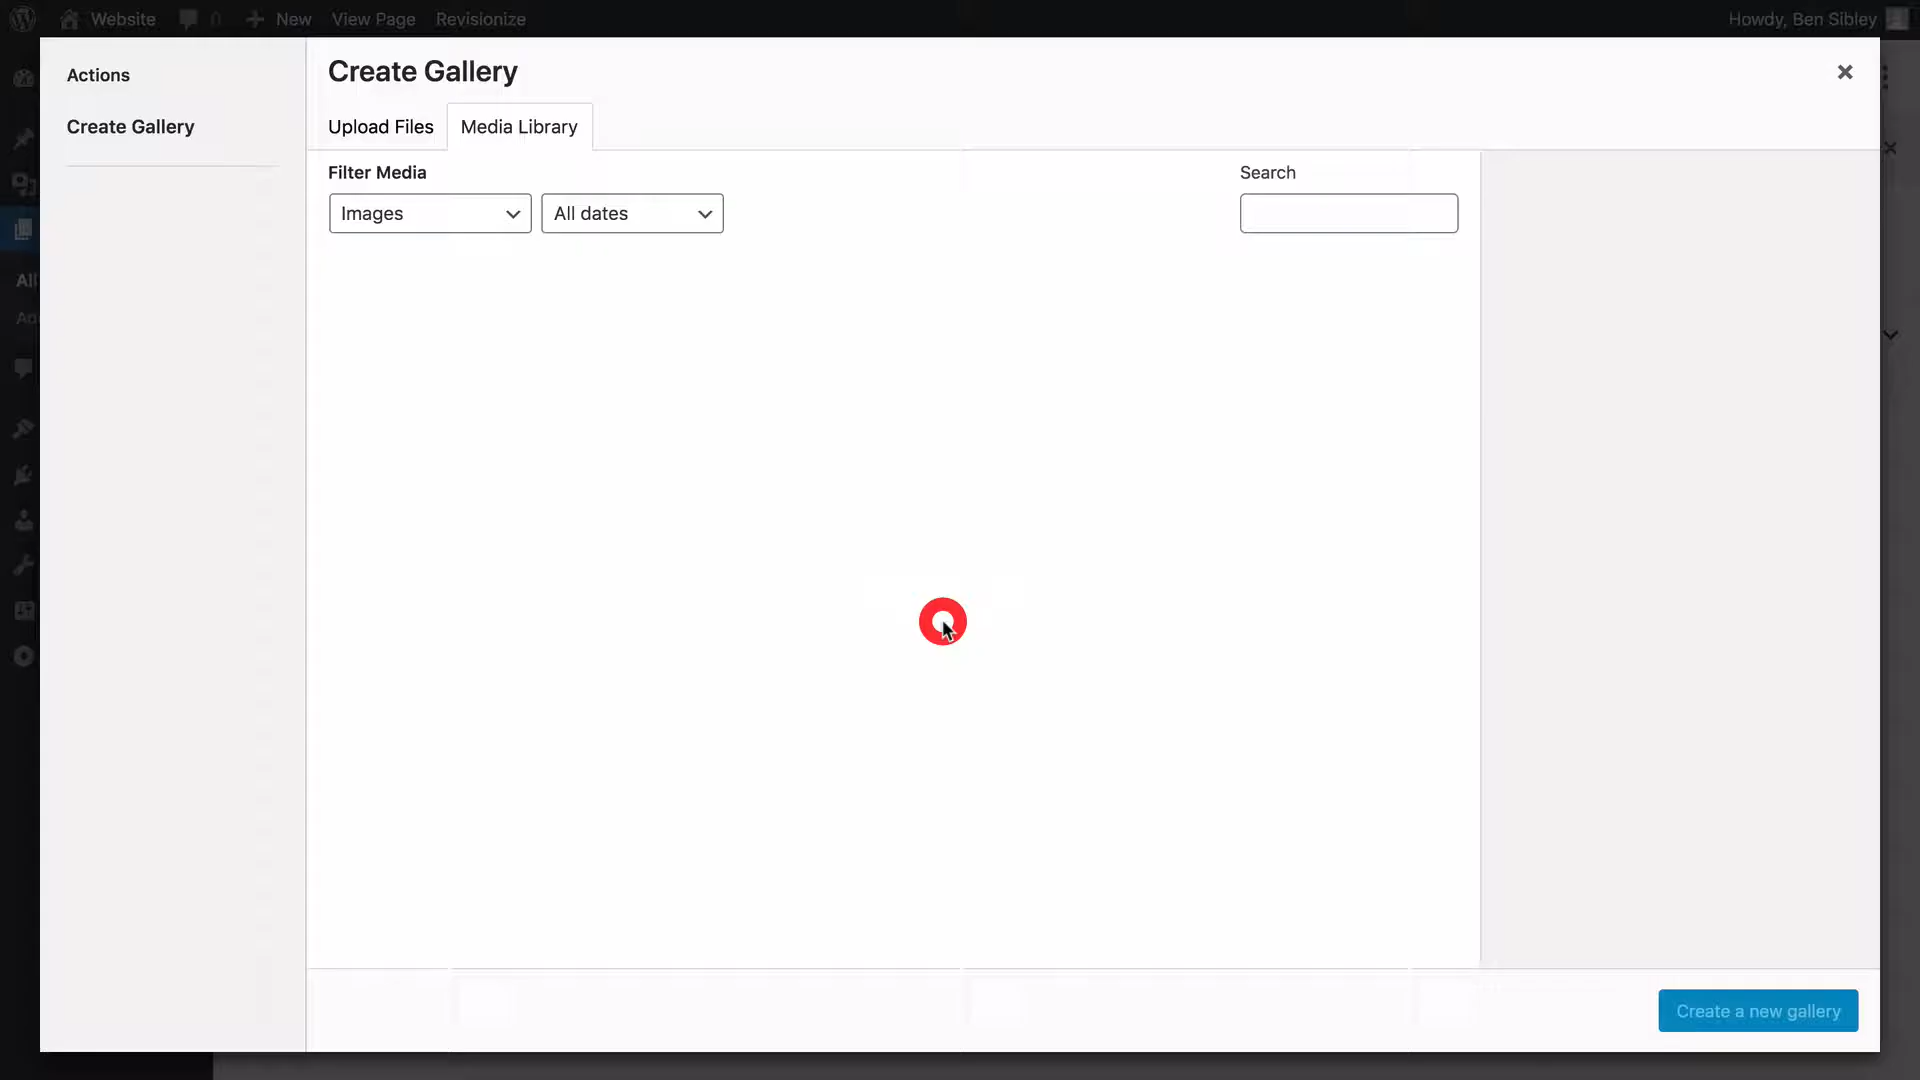 Website 0 New View Page Revisionize Howdy, Ben Sibley
Actions
Create Gallery
Create Gallery
Upload Files Media Library
Filter Media Search
Images All dates
All
Create a new gallery